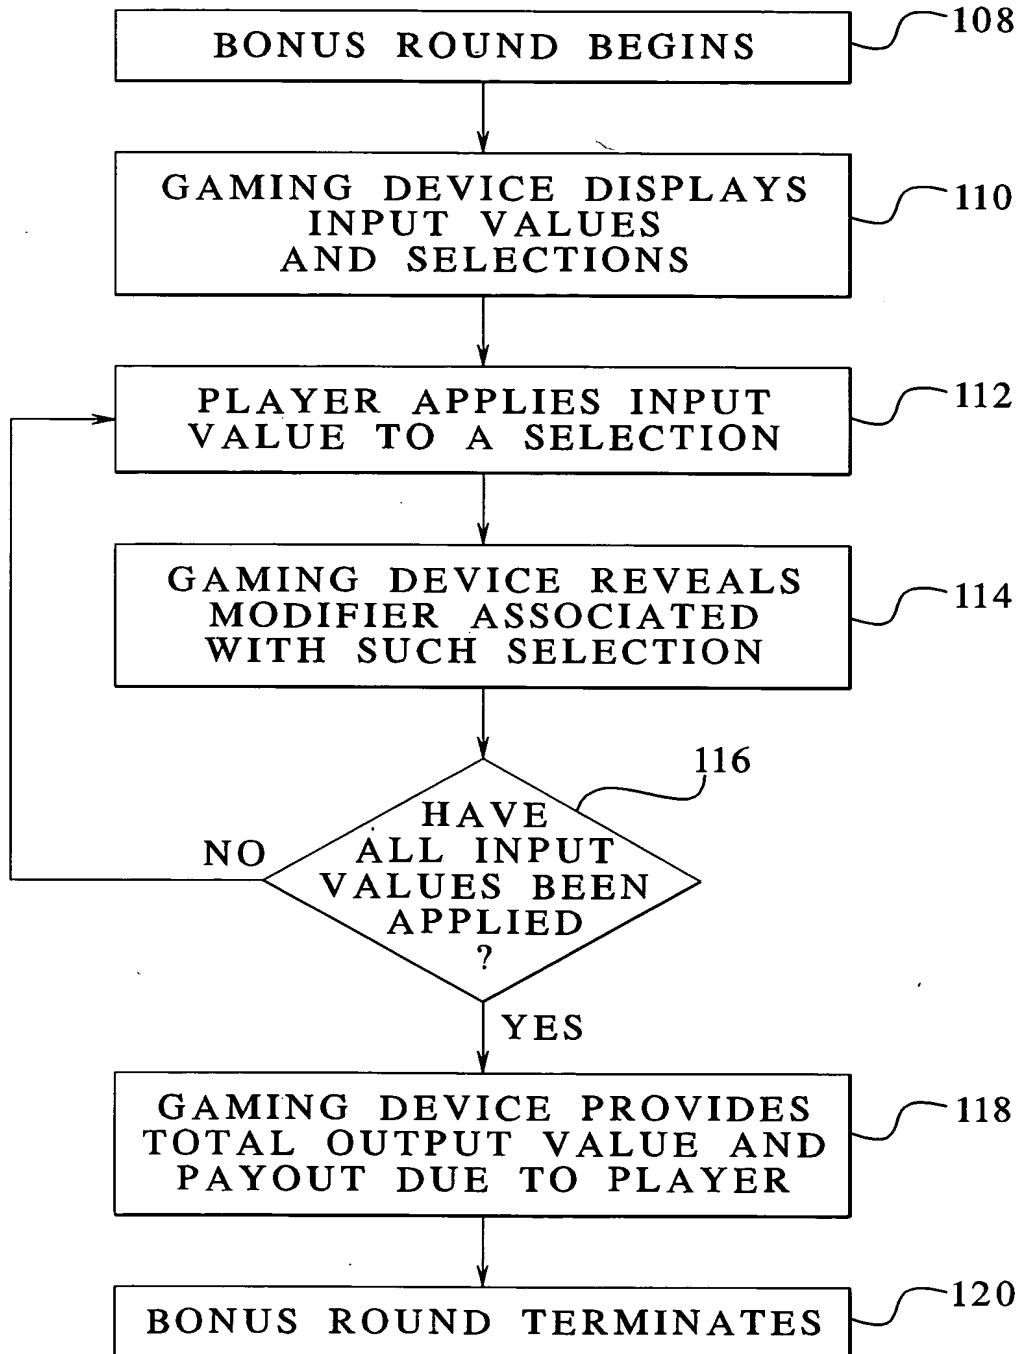 BONUS ROUND BEGINS
108
GAMING DEVICE DISPLAYS
INPUT VALUES
AND SELECTIONS
110
PLAYER APPLIES INPUT
VALUE TO A SELECTION
112
GAMING DEVICE REVEALS
MODIFIER ASSOCIATED
WITH SUCH SELECTION
114
116
HAVE
ALL INPUT
VALUES BEEN
APPLIED
?
NO
YES
GAMING DEVICE PROVIDES
TOTAL OUTPUT VALUE AND
PAYOUT DUE TO PLAYER
118
BONUS ROUND TERMINATES
120